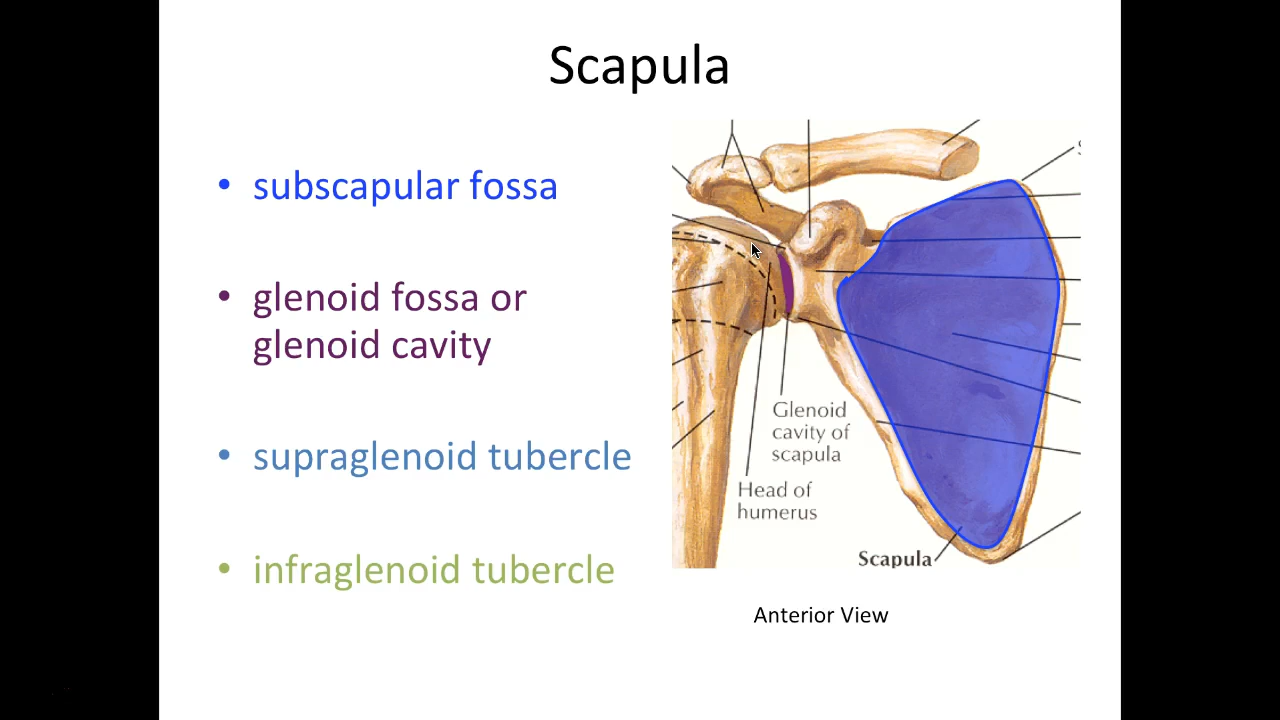 Scapula
• subscapular fossa
• glenoid fossa or
glenoid cavity
• supraglenoid tubercle
• infraglenoid tubercle
Glenoid
cavity of
scapula
Head of
humerus
Scapula
Anterior View